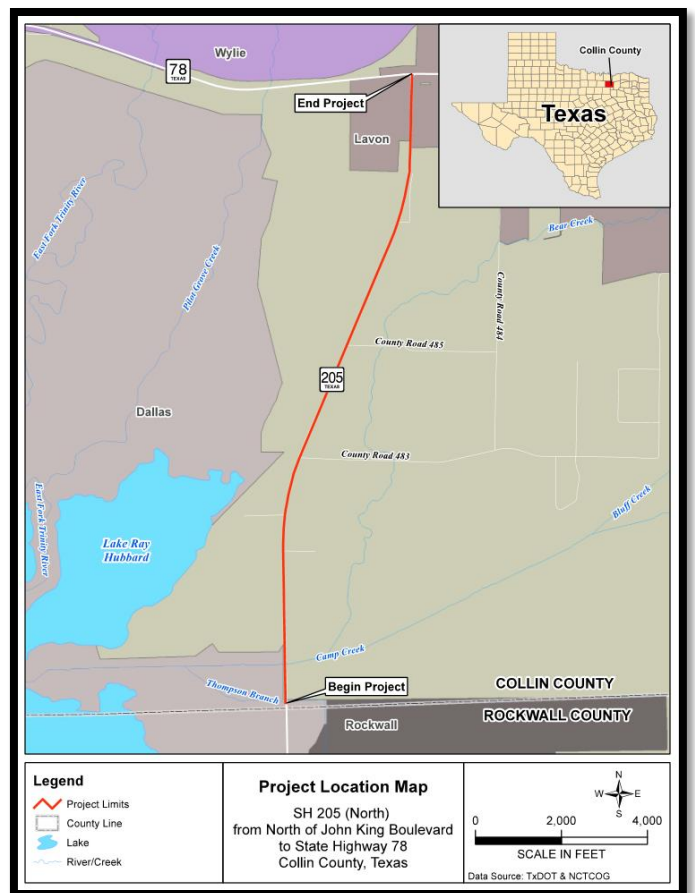 Wylie
78
TEXAS
End Project
Lavon
Collin County
Texas
East Fork Trinity River
Pilot Grove Creek
Bear Creek
County Road 484
County Road 485
205
TEXAS
Dallas
County Road 483
East Fork Trinity River
Lake Ray
Hubbard
Bluff Creek
Camp Creek
Thompson Branch
Begin Project
COLLIN COUNTY
ROCKWALL COUNTY
Rockwall
Legend
Project Limits
County Line
Lake
River/Creek
Project Location Map
SH 205 (North)
from North of John King Boulevard
to State Highway 78
Collin County, Texas
N
W E
S
0 2,000 4,000
SCALE IN FEET
Data Source: TxDOT & NCTCOG